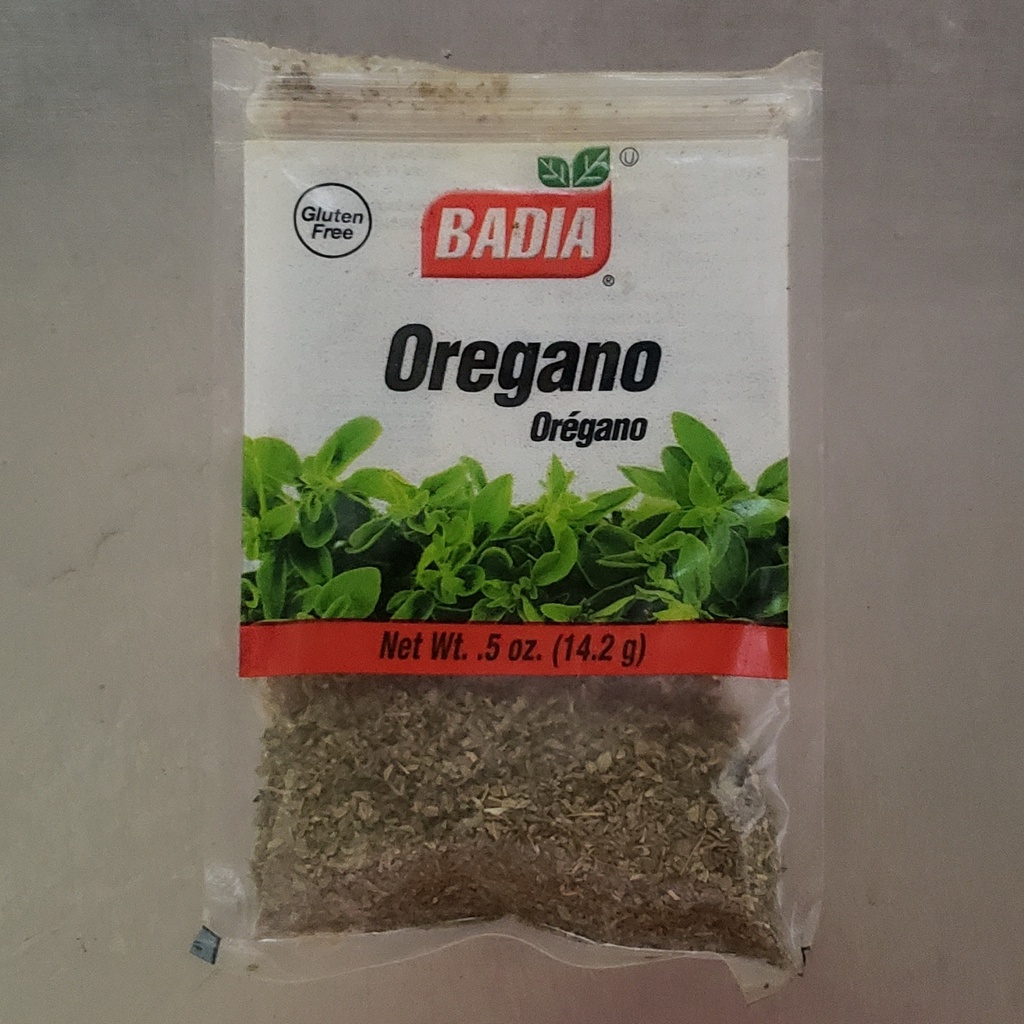 Gluten
Free
BADIA
®
Ⓤ
Oregano
Orégano
Net Wt. .5 oz. (14.2 g)